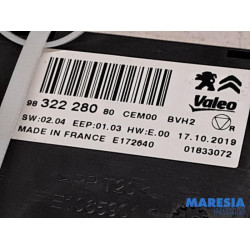 Valeo
98 322 280 80 CEM00 BVH2 R
SW:02.04 EEP:01.03 HW:E.00 17.10.2019
MADE IN FRANCE E172640 01833072
MARESIA